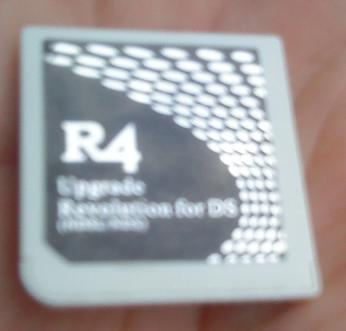 R4
Upgrade
Revolution for DS